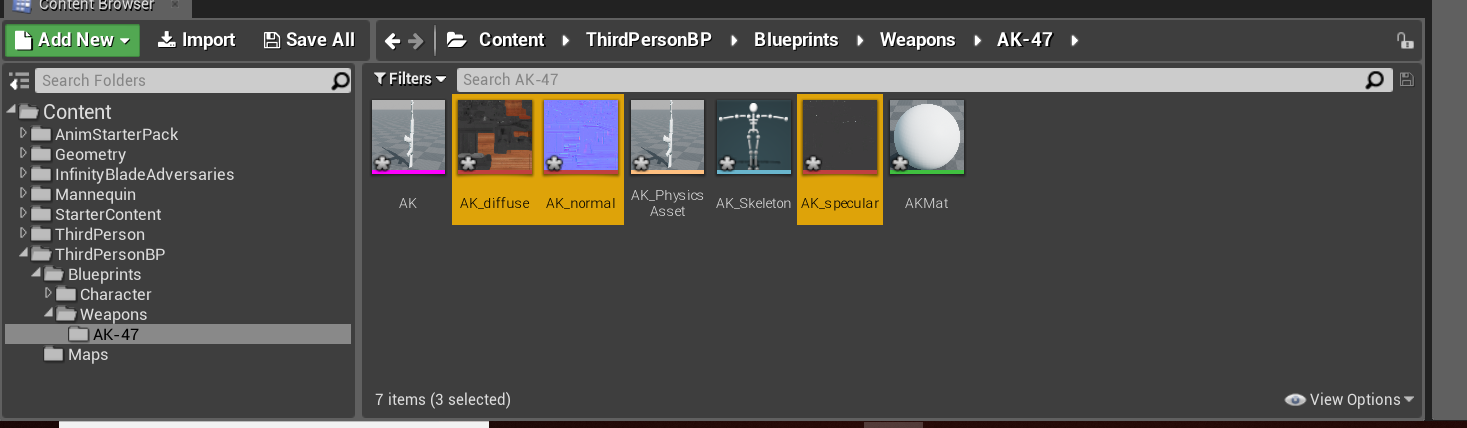 Content Browser
Add New Import Save All Content ThirdPersonBP Blueprints Weapons AK-47
Search Folders
Filters Search AK-47
Content
AnimStarterPack
Geometry
InfinityBladeAdversaries
Mannequin
StarterContent
ThirdPerson
ThirdPersonBP
Blueprints
Character
Weapons
AK-47
Maps
AK AK_diffuse AK_normal AK_Physics AK_Skeleton AK_specular AKMat
Asset
7 items (3 selected) View Options